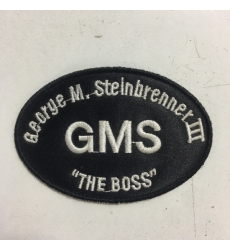 George M. Steinbrenner III
GMS
"THE BOSS"